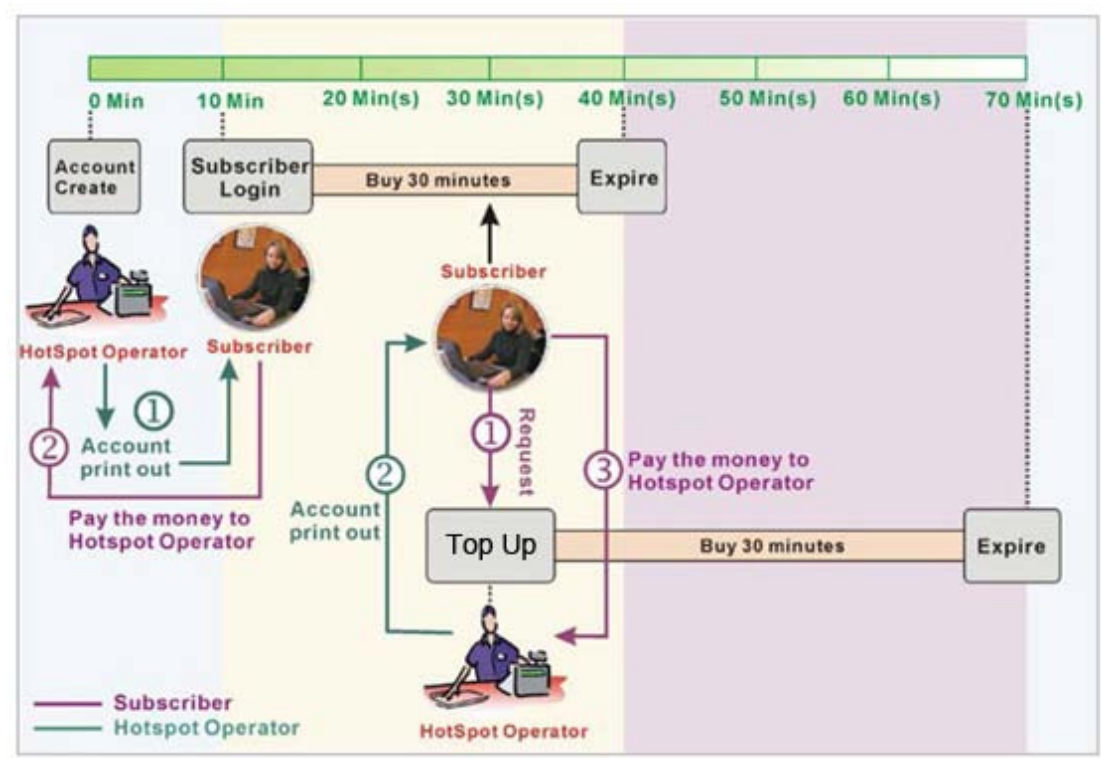 0 Min 10 Min 20 Min(s) 30 Min(s) 40 Min(s) 50 Min(s) 60 Min(s) 70 Min(s)
Account
Create
Subscriber
Login
Buy 30 minutes
Expire
HotSpot Operator
Subscriber
Subscriber
1
2
Account
print out
Pay the money to
Hotspot Operator
1
Request
2
Account
print out
3
Pay the money to
Hotspot Operator
Top Up
Buy 30 minutes
Expire
HotSpot Operator
Subscriber
Hotspot Operator